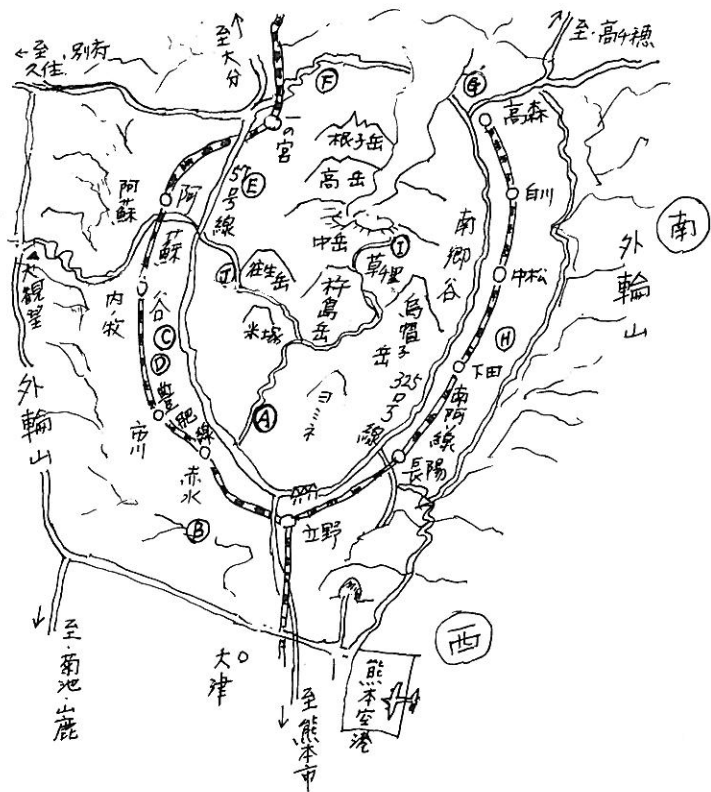 ←至 別府
久住
至大分
↑
至・高千穂
F
G
一の宮
高森
根子岳
高岳
中岳
阿蘇
57号線
E
白川
南
阿蘇谷
J
往生岳
I
草千里
南郷谷
外輪山
中松
大観望
内ノ牧
杵島岳
烏帽子岳
C
D
米塚
H
下田
325号線
南阿線
外輪山
豊肥線
市川
A
ヨミネ
長陽
赤水
B
立野
西
大津
熊本空港
至・菊池・山鹿
至熊本市